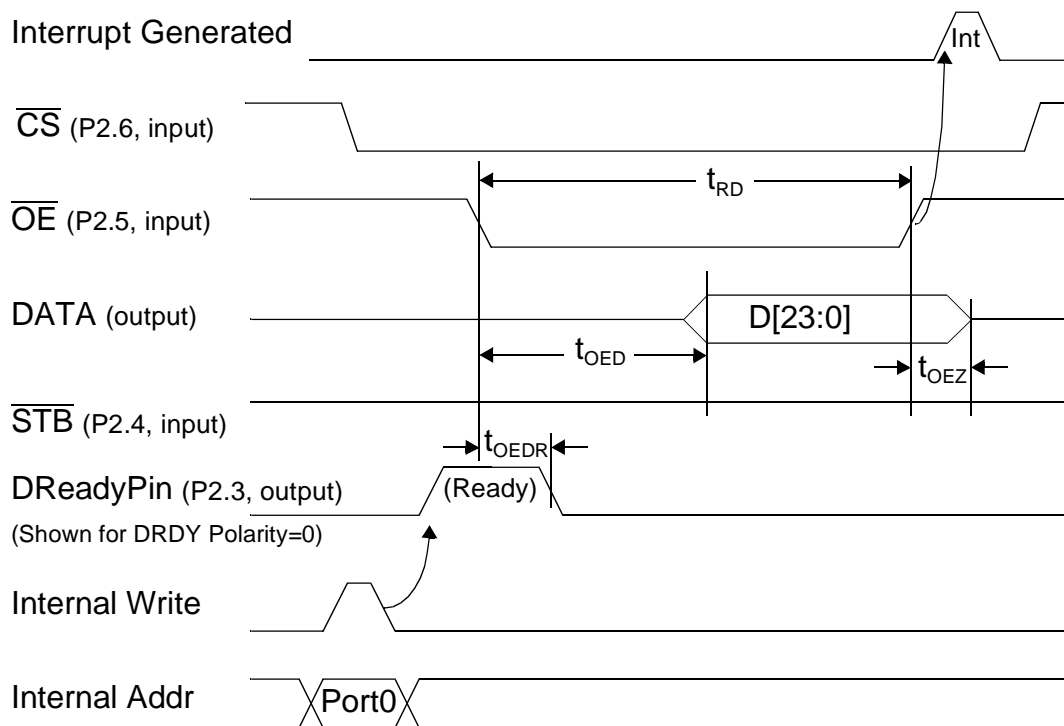 Interrupt Generated
Int
CS (P2.6, input)
tRD
OE (P2.5, input)
DATA (output)
D[23:0]
tOED
tOEZ
STB (P2.4, input)
tOEDR
DReadyPin (P2.3, output)
(Ready)
(Shown for DRDY Polarity=0)
Internal Write
Internal Addr
Port0